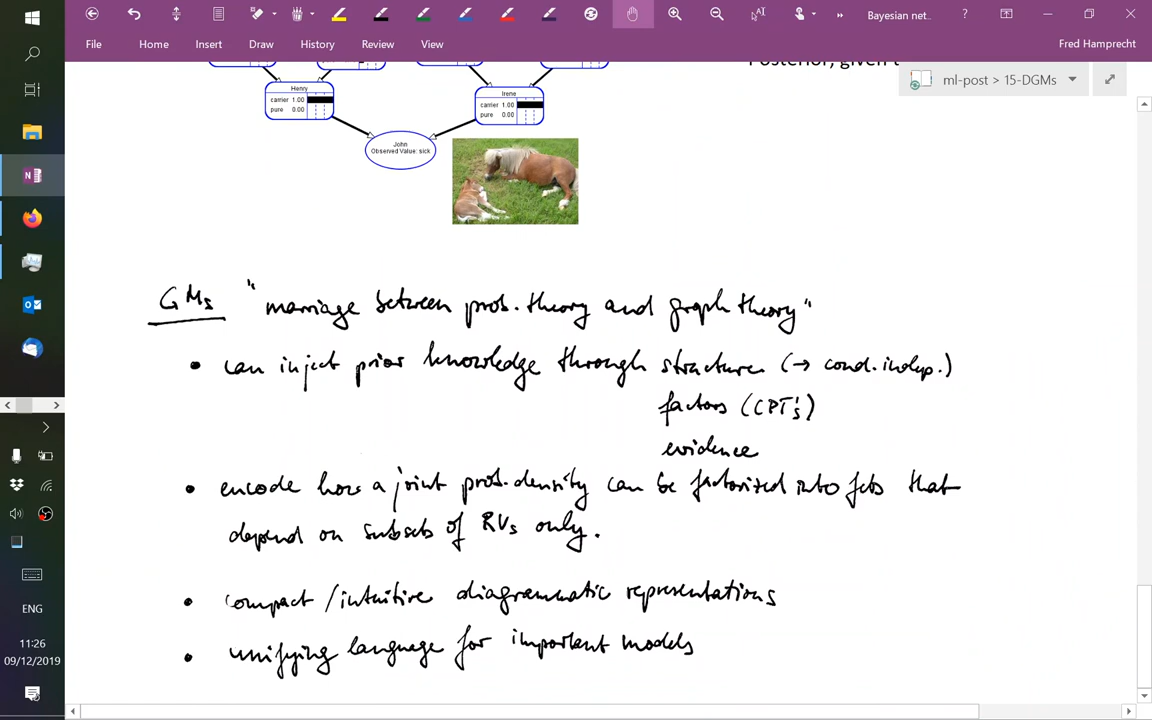 Bayesian net...
Fred Hamprecht
File Home Insert Draw History Review View
Posterior, given t
ml-post > 15-DGMs
Henry
carrier 1.00
pure 0.00
Irene
carrier 1.00
pure 0.00
John
Observed Value: sick
GMs "marriage between prob. theory and graph theory"
• can inject prior knowledge through structure (→ cond. indep.)
factors (CPT's)
evidence
• encode how a joint prob. density can be factorized into fcts that
depend on subsets of RVs only.
• compact / intuitive diagrammatic representations
• unifying language for important models
ENG
11:26
09/12/2019